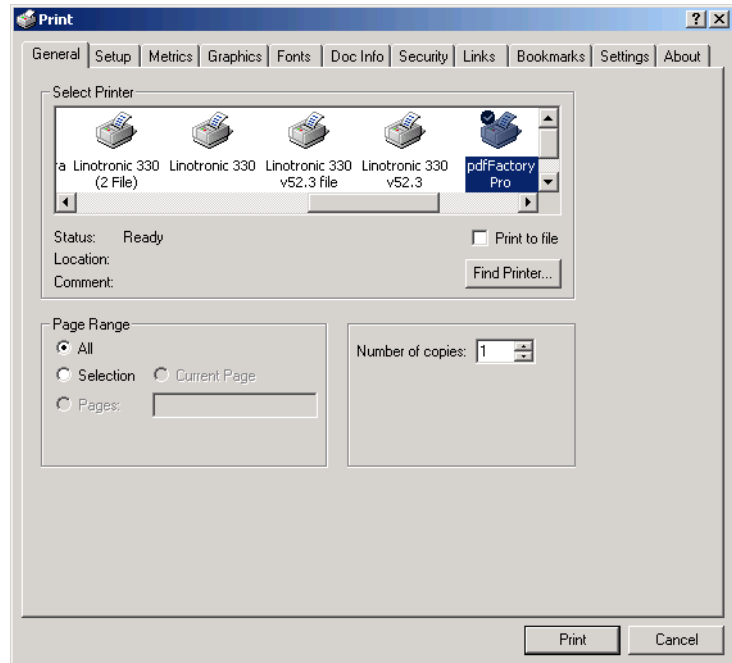 Print
General Setup Metrics Graphics Fonts Doc Info Security Links Bookmarks Settings About
Select Printer
ra Linotronic 330 Linotronic 330 Linotronic 330 Linotronic 330 pdfFactory
(2 File) v52.3 file v52.3 Pro
Status: Ready
Print to file
Location:
Find Printer...
Comment:
Page Range
All
Number of copies: 1
Selection Current Page
Pages:
Print Cancel